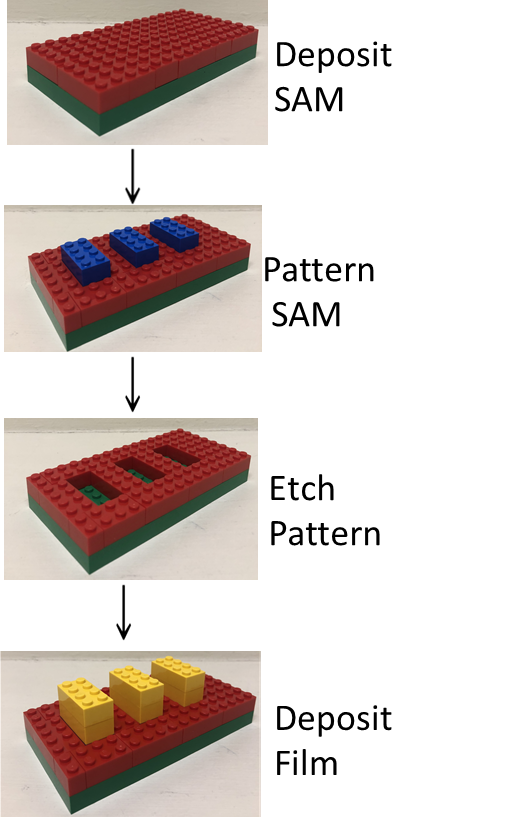 Deposit
SAM
Pattern
SAM
Etch
Pattern
Deposit
Film